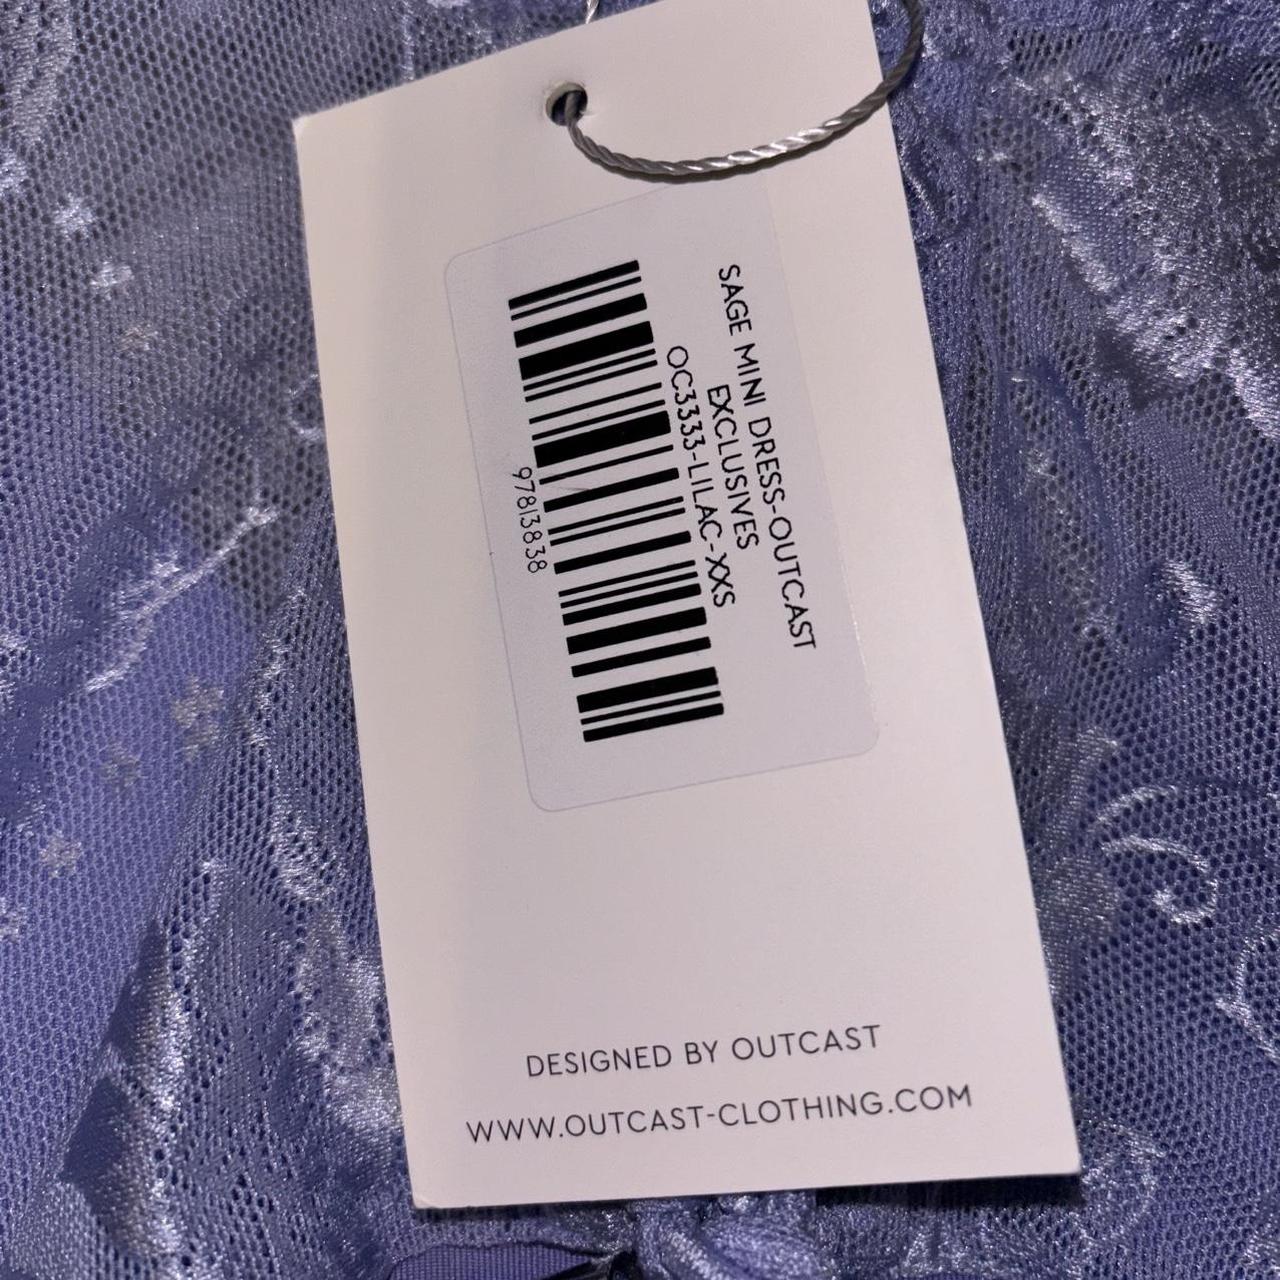 SAGE MINI DRESS-OUTCAST
EXCLUSIVES
OC3333-LILAC-XXS
97813838
DESIGNED BY OUTCAST
WWW.OUTCAST-CLOTHING.COM